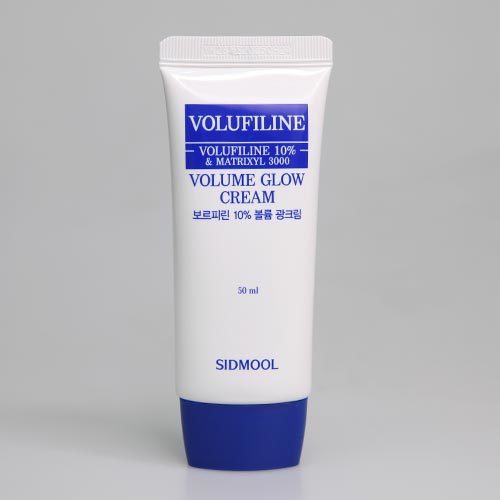 VOLUFILINE
VOLUFILINE 10%
& MATRIXYL 3000
VOLUME GLOW
CREAM
보르피린 10% 볼륨 광크림
50 ml
SIDMOOL